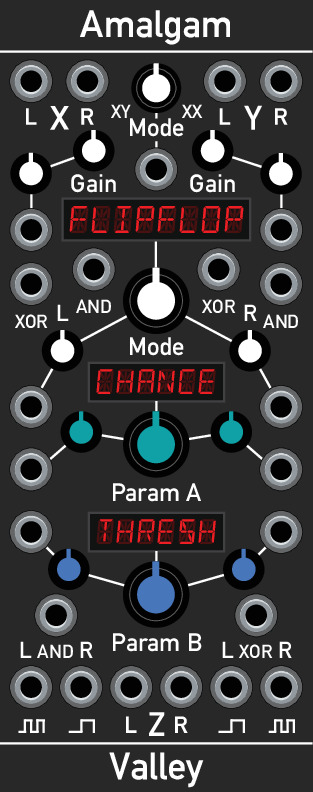 Amalgam
L X R XY XX L Y R
Mode
Gain Gain
FLIPFLOP
XOR L AND XOR R AND
Mode
CHANCE
Param A
THRESH
Param B
L AND R L XOR R
L Z R
Valley